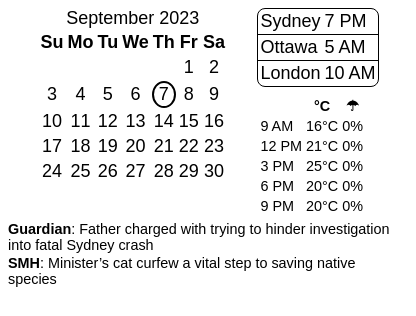 September 2023
Su Mo Tu We Th Fr Sa
1 2
3 4 5 6 7 8 9
10 11 12 13 14 15 16
17 18 19 20 21 22 23
24 25 26 27 28 29 30
Sydney 7 PM
Ottawa 5 AM
London 10 AM
°C ☂
9 AM 16°C 0%
12 PM 21°C 0%
3 PM 25°C 0%
6 PM 20°C 0%
9 PM 20°C 0%
Guardian: Father charged with trying to hinder investigation
into fatal Sydney crash
SMH: Minister’s cat curfew a vital step to saving native
species